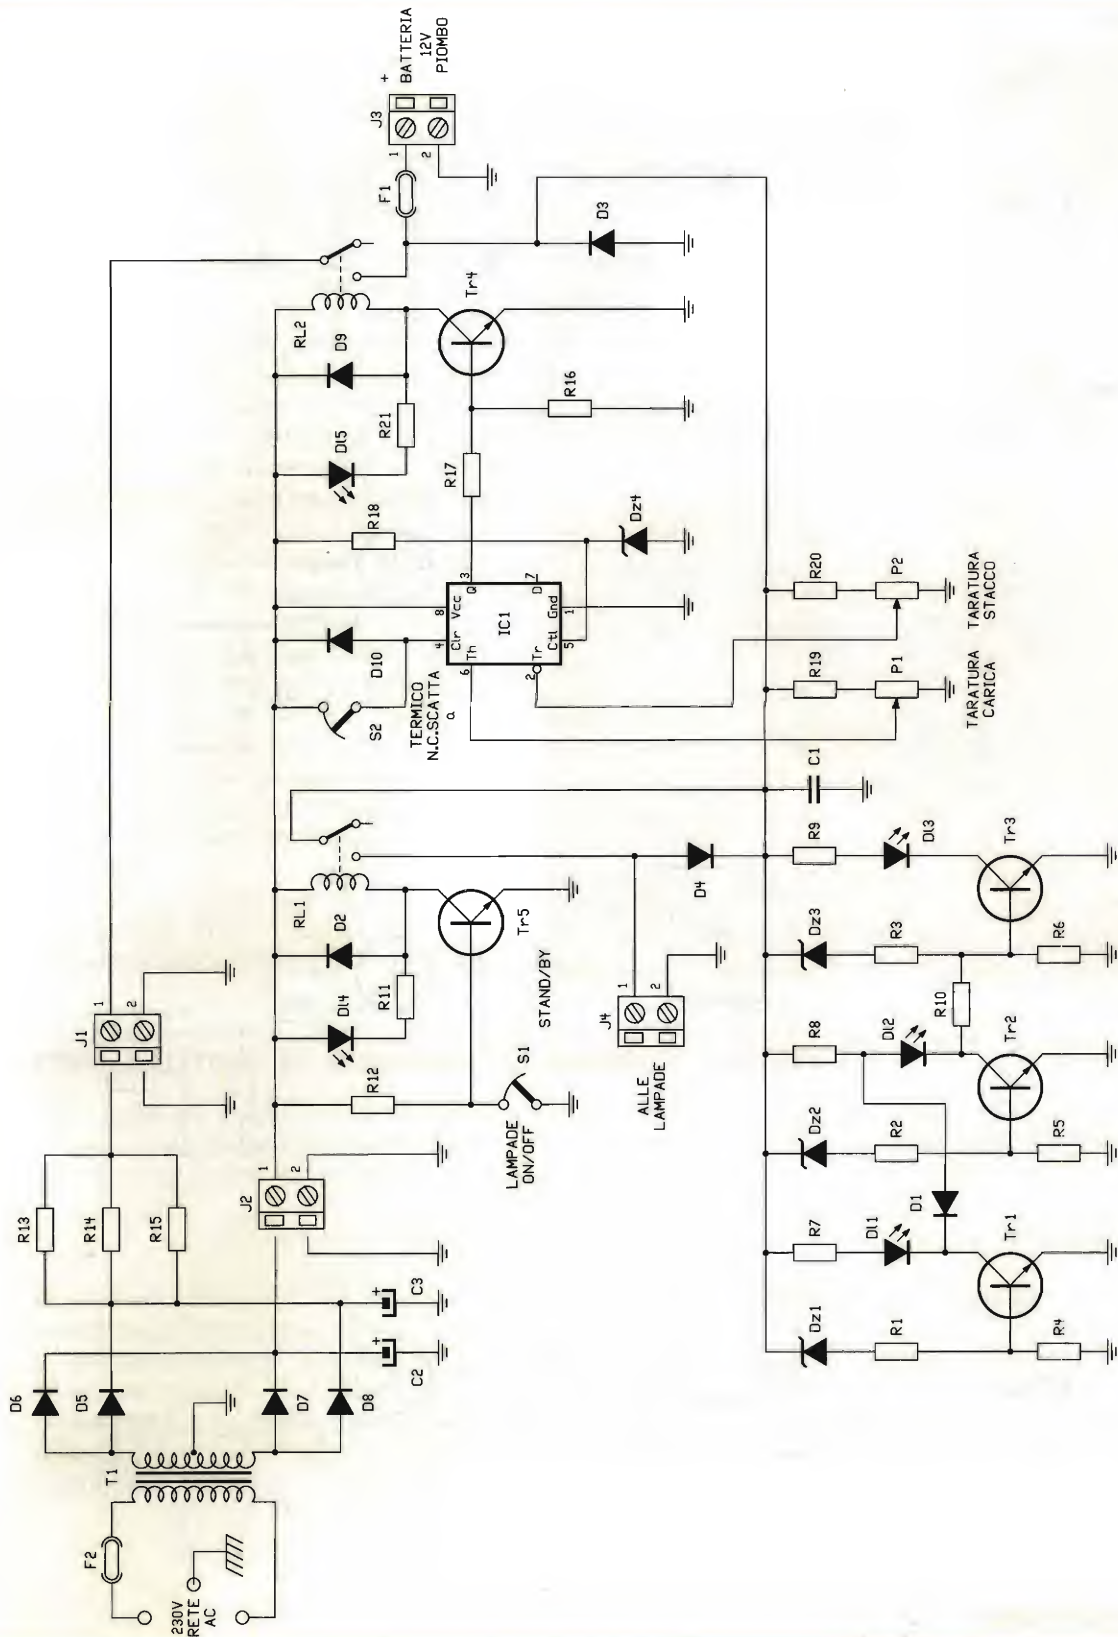 230V
RETE
AC
F2
T1
D6
D5
D7
D8
C2
C3
+
+
R13
R14
R15
J1
1
2
J2
1
2
R12
LAMPADE
ON/OFF
S1
STAND/BY
Dl4
R11
D2
RL1
Tr5
J4
1
2
ALLE
LAMPADE
D4
S2
TERMICO
N.C.SCATTA
a
D10
R18
IC1
4
Clr
8
Vcc
6
Th
3
Q
2
Tr
D
7
Ctl
5
Gnd
1
Dz4
R17
R16
Dl5
R21
D9
RL2
Tr4
F1
J3
1
2
+
BATTERIA
12V
PIOMBO
D3
Dz1
R1
R4
R7
Dl1
Tr1
D1
Dz2
R2
R5
R8
Dl2
Tr2
R10
Dz3
R3
R6
R9
Dl3
Tr3
C1
R19
P1
TARATURA
CARICA
R20
P2
TARATURA
STACCO